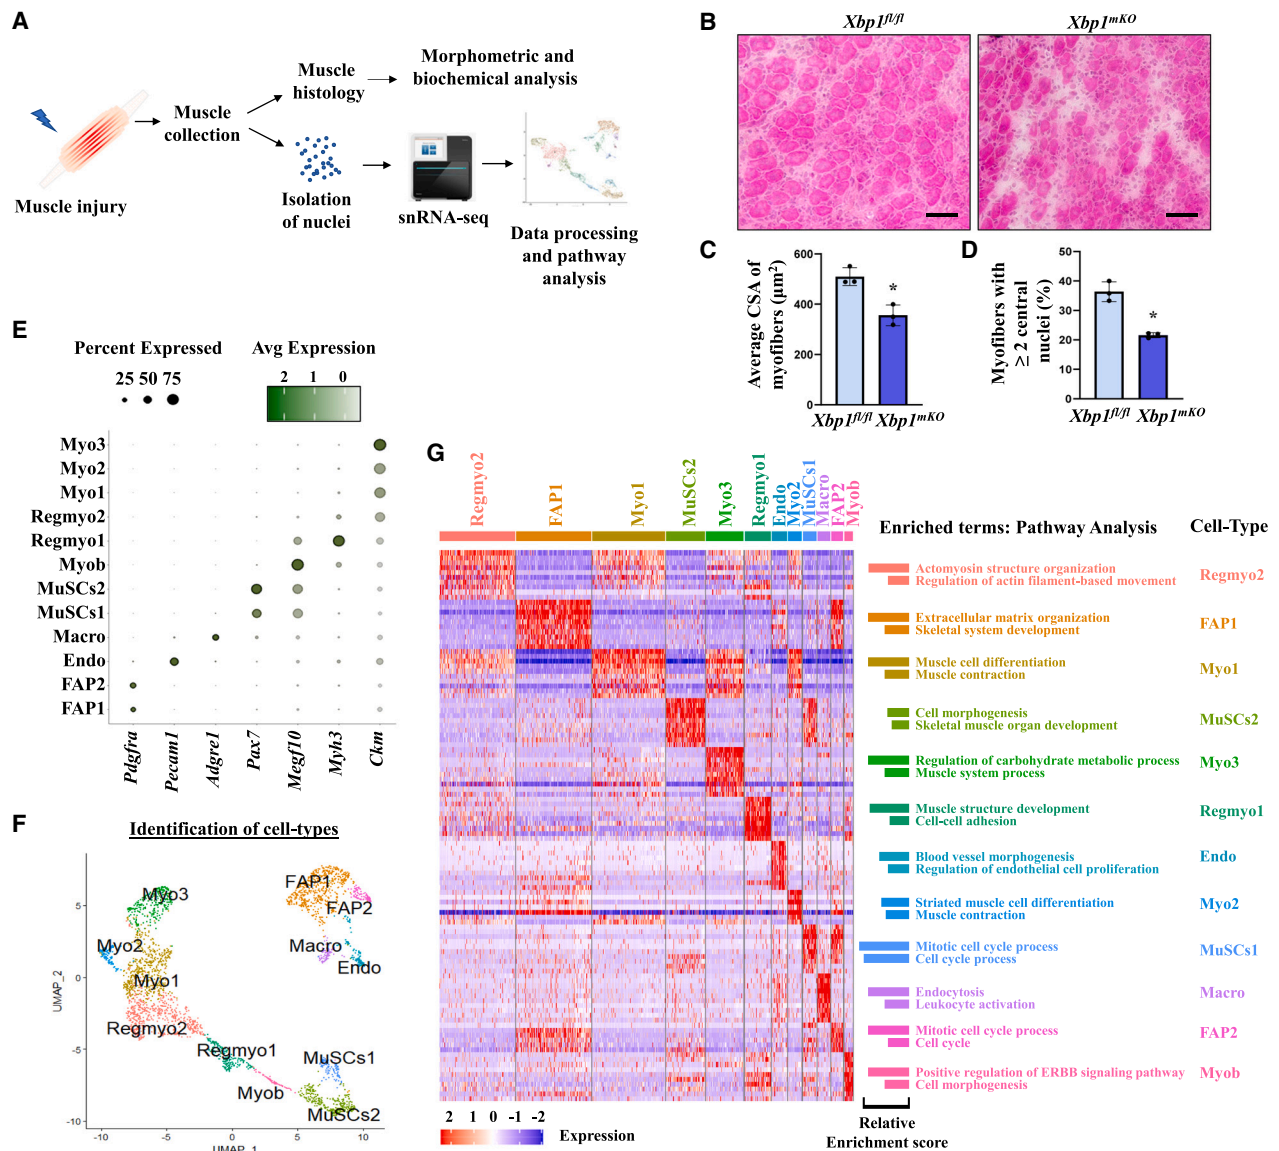 A
Muscle injury
Muscle
collection
Muscle
histology
Morphometric and
biochemical analysis
Isolation
of nuclei
snRNA-seq
Data processing
and pathway
analysis
B
Xbp1fl/fl
Xbp1mKO
C
Average CSA of
myofibers (µm2)
600
400
200
0
*
Xbp1fl/fl
Xbp1mKO
D
Myofibers with
≥ 2 central
nuclei (%)
50
40
30
20
10
0
*
Xbp1fl/fl
Xbp1mKO
E
Percent Expressed
25 50 75
Avg Expression
2 1 0
Myo3
Myo2
Myo1
Regmyo2
Regmyo1
Myob
MuSCs2
MuSCs1
Macro
Endo
FAP2
FAP1
Pdgfra
Pecam1
Adgre1
Pax7
Megf10
Myh3
Ckm
F
Identification of cell-types
UMAP_2
5
0
-5
-10
Myo3
Myo2
Myo1
Regmyo2
Regmyo1
Myob
FAP1
FAP2
Macro
Endo
MuSCs1
MuSCs2
-10
-5
0
5
10
UMAP_1
G
Regmyo2
FAP1
Myo1
MuSCs2
Myo3
Regmyo1
Endo
Myo2
MuSCs1
Macro
FAP2
Myob
Enriched terms: Pathway Analysis
Cell-Type
Actomyosin structure organization
Regulation of actin filament-based movement
Regmyo2
Extracellular matrix organization
Skeletal system development
FAP1
Muscle cell differentiation
Muscle contraction
Myo1
Cell morphogenesis
Skeletal muscle organ development
MuSCs2
Regulation of carbohydrate metabolic process
Muscle system process
Myo3
Muscle structure development
Cell-cell adhesion
Regmyo1
Blood vessel morphogenesis
Regulation of endothelial cell proliferation
Endo
Striated muscle cell differentiation
Muscle contraction
Myo2
Mitotic cell cycle process
Cell cycle process
MuSCs1
Endocytosis
Leukocyte activation
Macro
Mitotic cell cycle process
Cell cycle
FAP2
Positive regulation of ERBB signaling pathway
Cell morphogenesis
Myob
2 1 0 -1 -2
Expression
Relative
Enrichment score